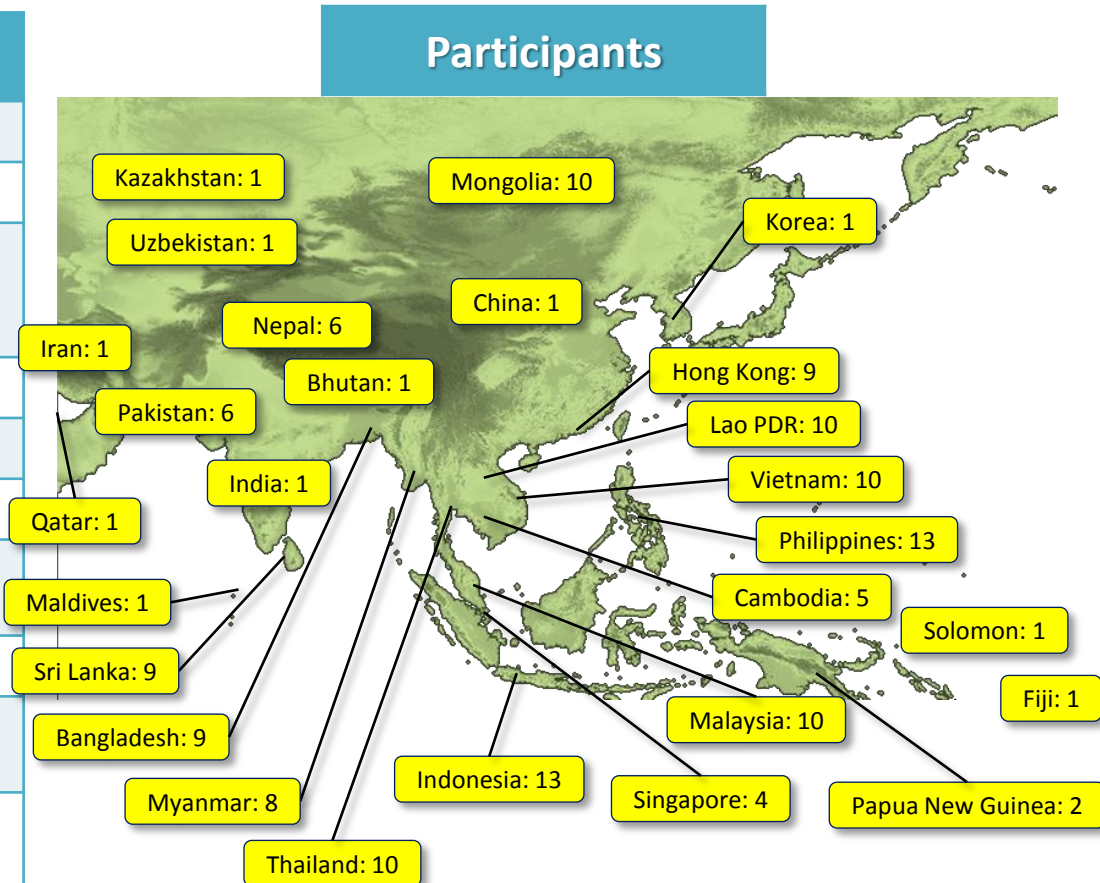 Participants
Kazakhstan: 1
Mongolia: 10
Korea: 1
Uzbekistan: 1
China: 1
Nepal: 6
Iran: 1
Bhutan: 1
Hong Kong: 9
Pakistan: 6
Lao PDR: 10
India: 1
Vietnam: 10
Qatar: 1
Philippines: 13
Maldives: 1
Cambodia: 5
Solomon: 1
Sri Lanka: 9
Fiji: 1
Malaysia: 10
Bangladesh: 9
Indonesia: 13
Myanmar: 8
Singapore: 4
Papua New Guinea: 2
Thailand: 10